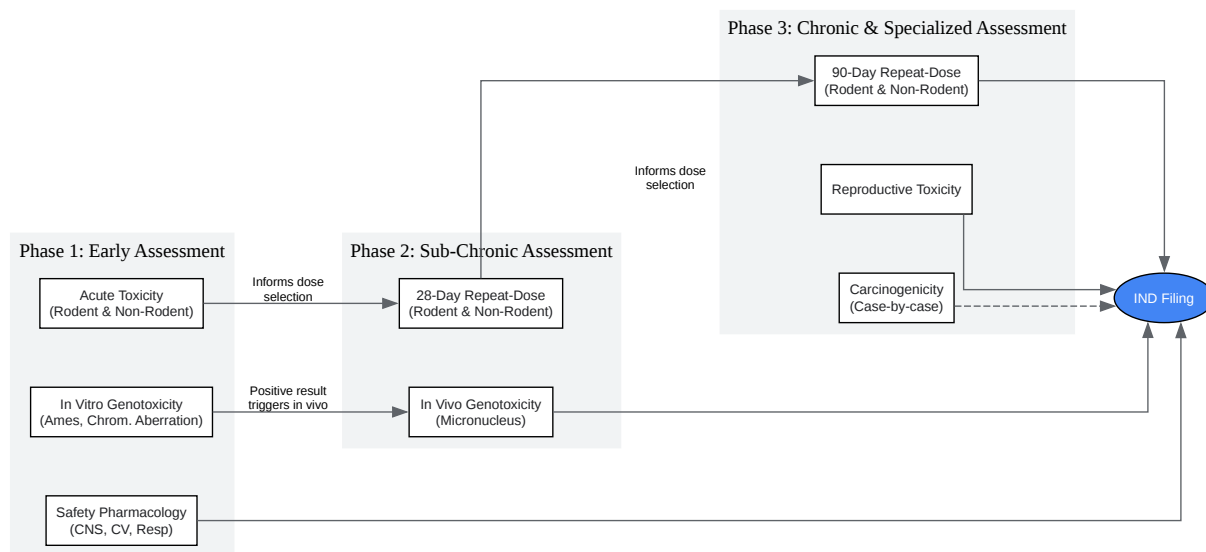 Phase 3: Chronic & Specialized Assessment
90-Day Repeat-Dose
(Rodent & Non-Rodent)
Informs dose
selection
Reproductive Toxicity
Carcinogenicity
(Case-by-case)
IND Filing
Phase 1: Early Assessment
Acute Toxicity
(Rodent & Non-Rodent)
Informs dose
selection
Phase 2: Sub-Chronic Assessment
28-Day Repeat-Dose
(Rodent & Non-Rodent)
In Vitro Genotoxicity
(Ames, Chrom. Aberration)
Positive result
triggers in vivo
In Vivo Genotoxicity
(Micronucleus)
Safety Pharmacology
(CNS, CV, Resp)